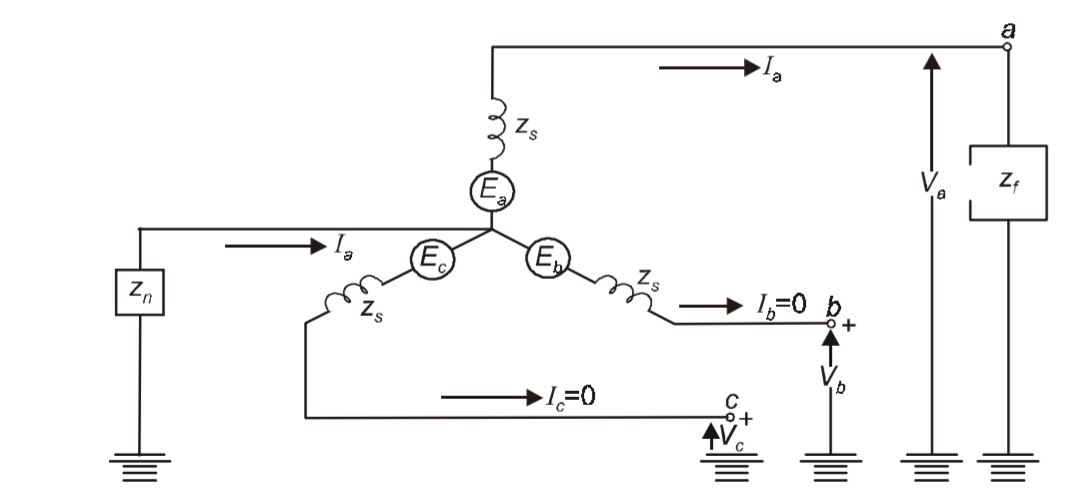 a
I_a
z_s
E_a
V_a
z_f
I_a
E_c
E_b
z_n
z_s
z_s
I_b=0
b
+
V_b
I_c=0
c
+
V_c